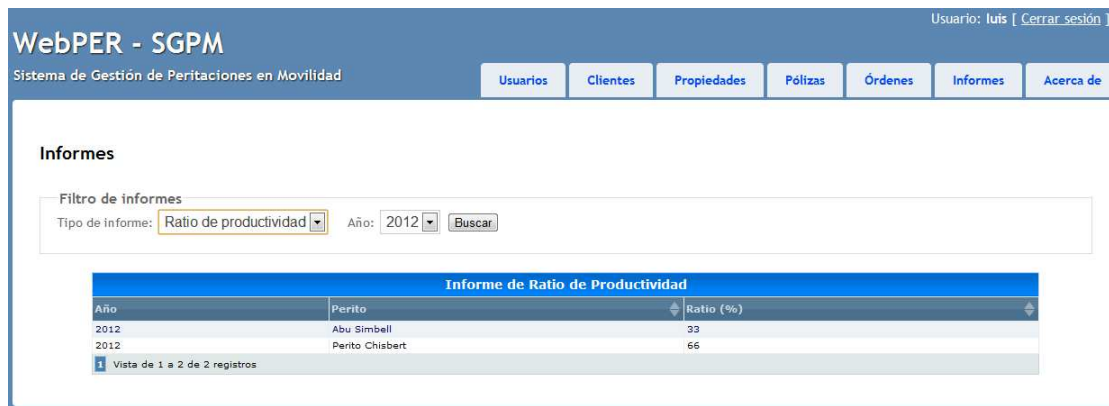 Usuario: luis [ Cerrar sesión ]
WebPER - SGPM
Sistema de Gestión de Peritaciones en Movilidad
Usuarios Clientes Propiedades Pólizas Órdenes Informes Acerca de
Informes
Filtro de informes
Tipo de informe: Ratio de productividad Año: 2012 Buscar
Informe de Ratio de Productividad
Año Perito Ratio (%)
2012 Abu Simbell 33
2012 Perito Chisbert 66
1 Vista de 1 a 2 de 2 registros